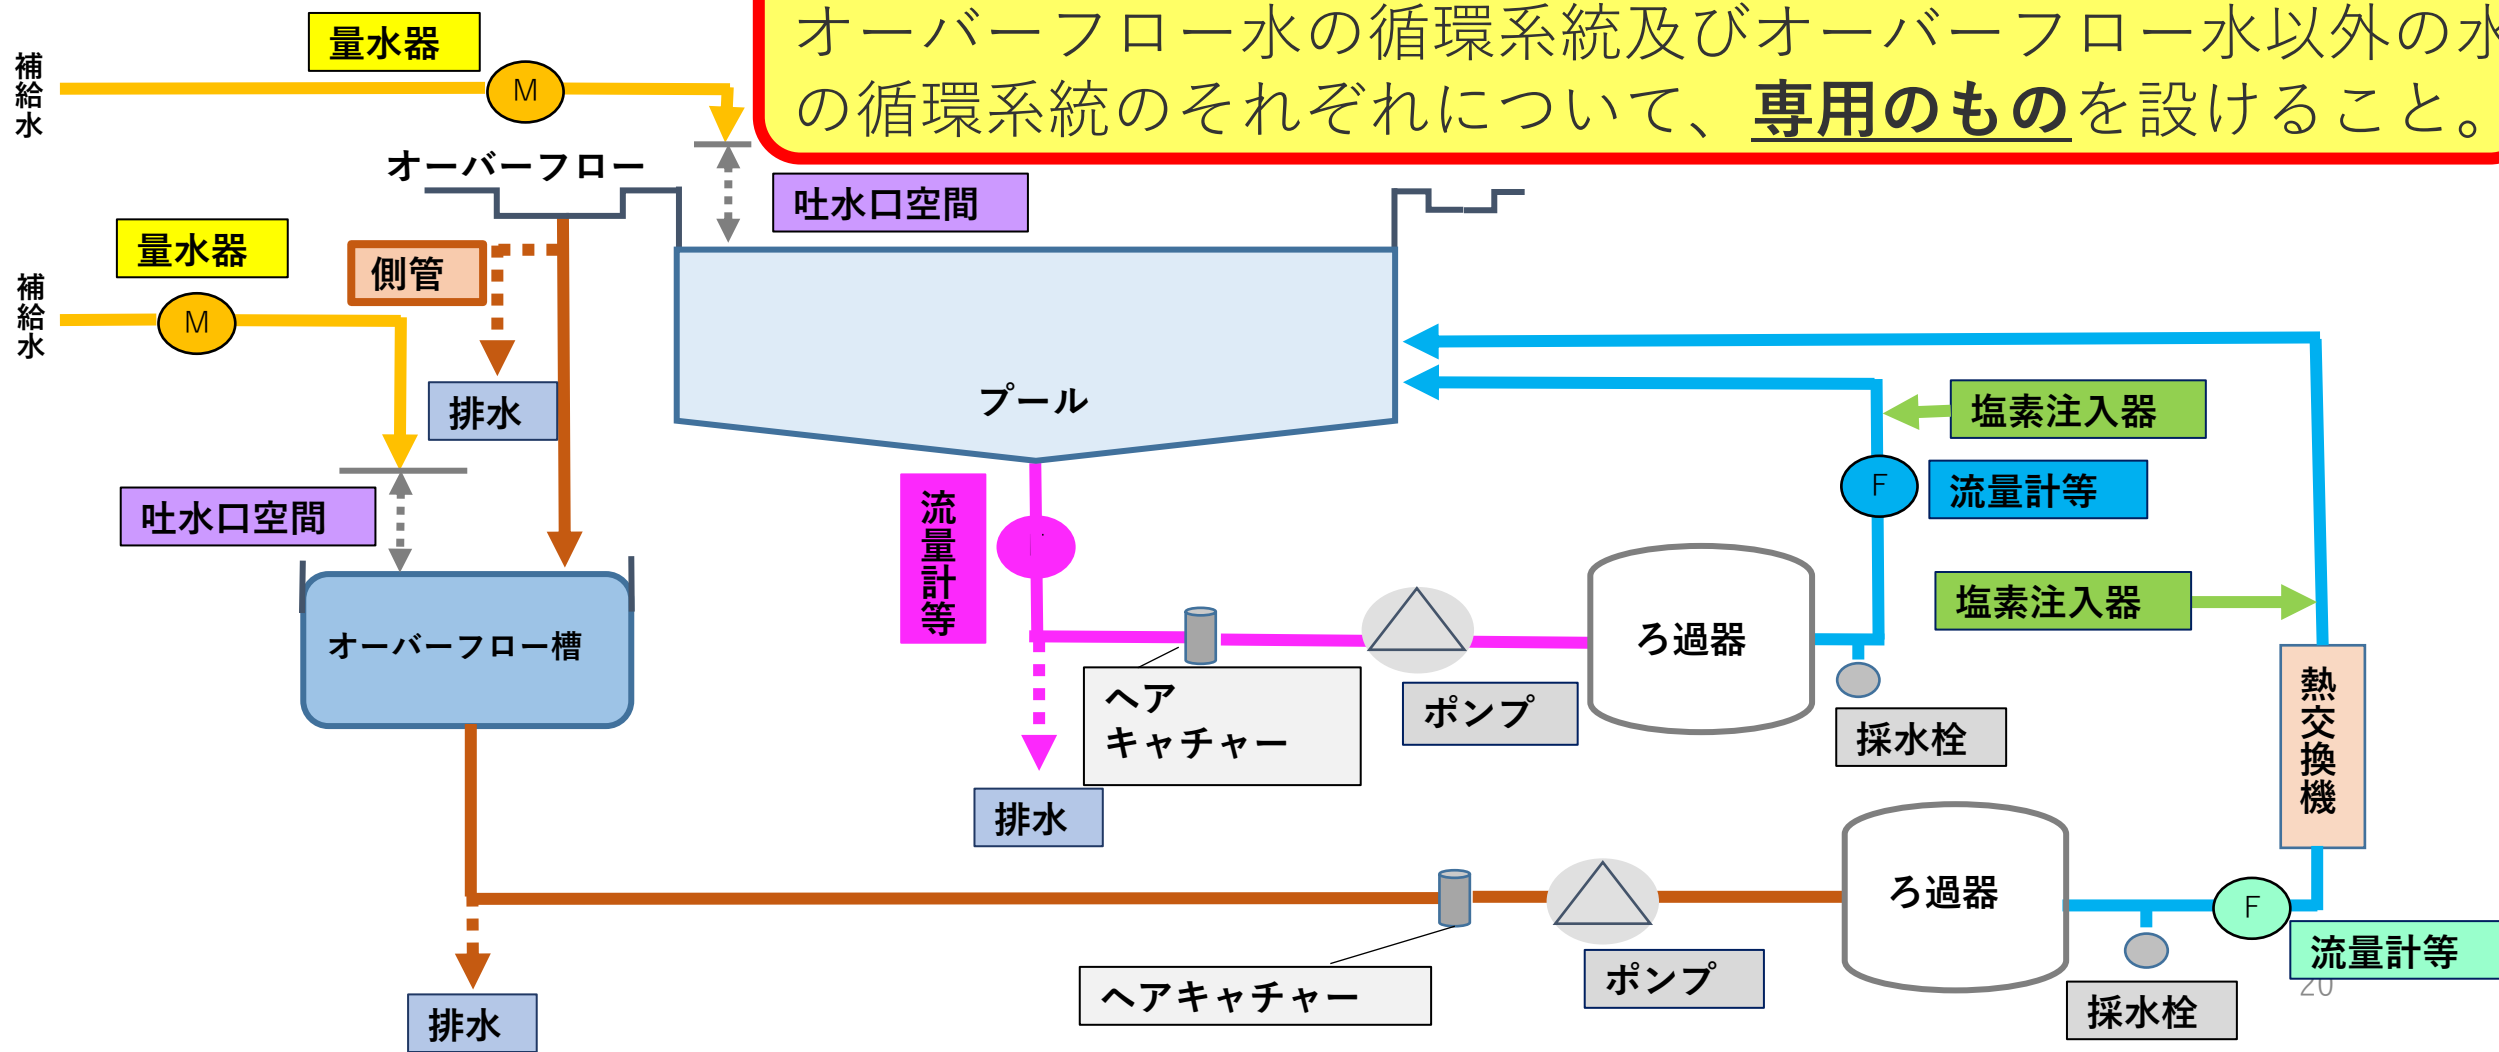 オーバーフロー水の循環系統及びオーバーフロー水以外の水
の循環系統のそれぞれについて、専用のものを設けること。
量水器
補給水
M
オーバーフロー
吐水口空間
量水器
側管
補給水
M
排水
プール
塩素注入器
F
流量計等
流量計等
吐水口空間
塩素注入器
オーバーフロー槽
ろ過器
ヘア
キャチャー
ポンプ
採水栓
熱交換機
排水
ろ過器
F
流量計等
ヘアキャチャー
ポンプ
採水栓
20
排水